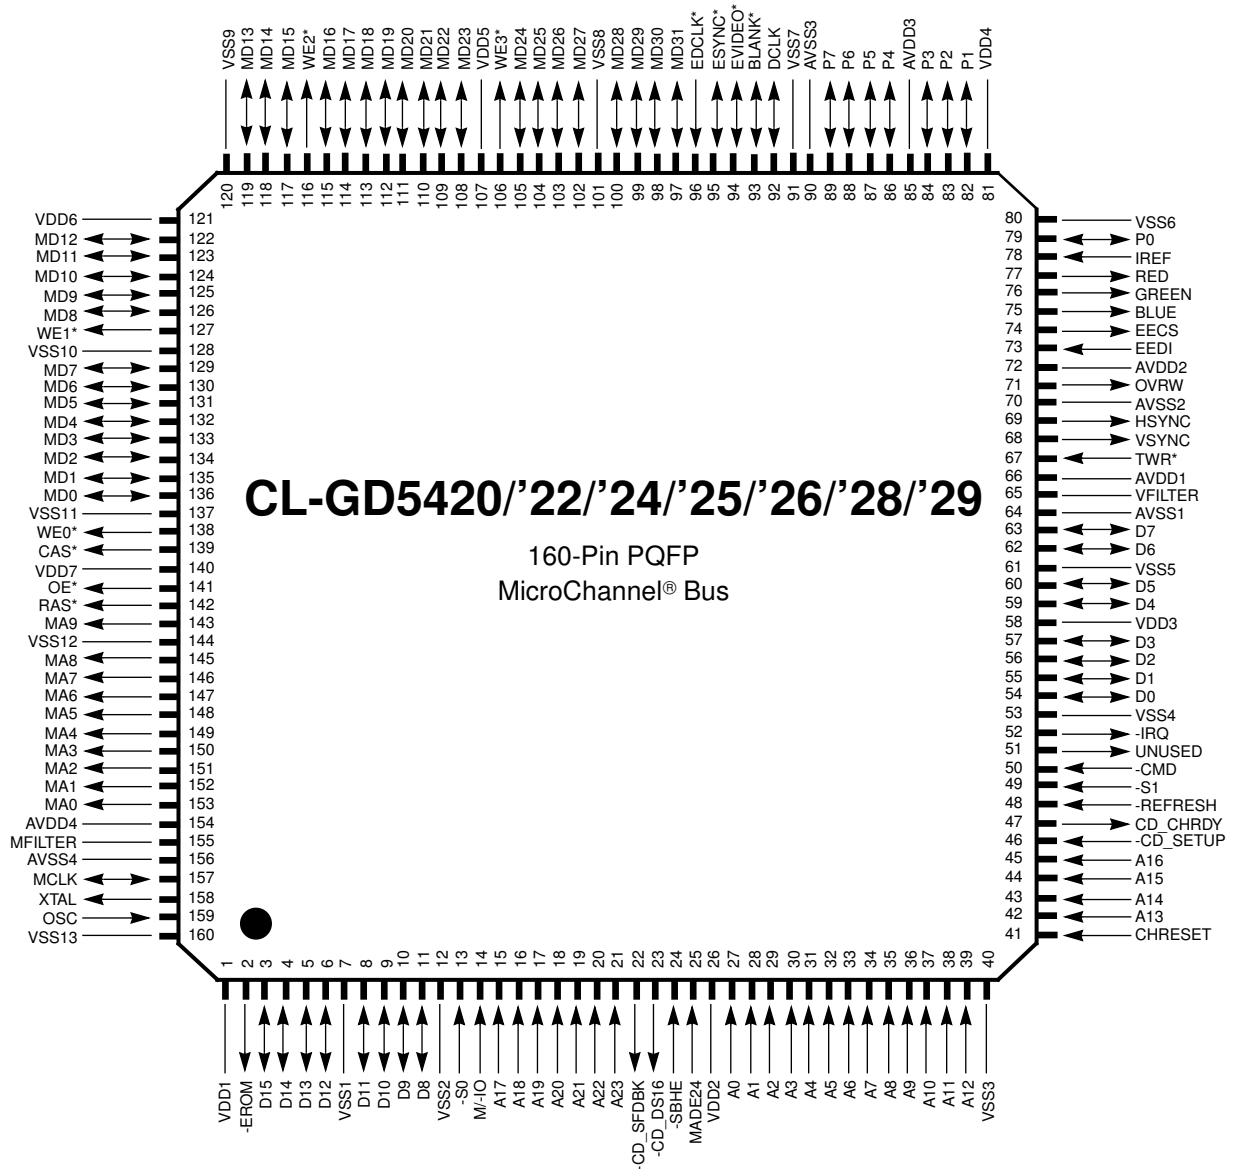 VSS9 MD13 MD14 MD15 WE2* MD16 MD17 MD18 MD19 MD20 MD21 MD22 MD23 VDD5 WE3* MD24 MD25 MD26 MD27 VSS8 MD28 MD29 MD30 MD31 EDCLK* ESYNC* EVIDEO* BLANK* DCLK VSS7 AVSS3 P7 P6 P5 P4 AVDD3 P3 P2 P1 VDD4
120 119 118 117 116 115 114 113 112 111 110 109 108 107 106 105 104 103 102 101 100 99 98 97 96 95 94 93 92 91 90 89 88 87 86 85 84 83 82 81
VDD6 121
MD12 122
MD11 123
MD10 124
MD9 125
MD8 126
WE1* 127
VSS10 128
MD7 129
MD6 130
MD5 131
MD4 132
MD3 133
MD2 134
MD1 135
MD0 136
VSS11 137
WE0* 138
CAS* 139
VDD7 140
OE* 141
RAS* 142
MA9 143
VSS12 144
MA8 145
MA7 146
MA6 147
MA5 148
MA4 149
MA3 150
MA2 151
MA1 152
MA0 153
AVDD4 154
MFILTER 155
AVSS4 156
MCLK 157
XTAL 158
OSC 159
VSS13 160
CL-GD5420/’22/’24/’25/’26/’28/’29
160-Pin PQFP
MicroChannel® Bus
80 VSS6
79 P0
78 IREF
77 RED
76 GREEN
75 BLUE
74 EECS
73 EEDI
72 AVDD2
71 OVRW
70 AVSS2
69 HSYNC
68 VSYNC
67 TWR*
66 AVDD1
65 VFILTER
64 AVSS1
63 D7
62 D6
61 VSS5
60 D5
59 D4
58 VDD3
57 D3
56 D2
55 D1
54 D0
53 VSS4
52 -IRQ
51 UNUSED
50 -CMD
49 -S1
48 -REFRESH
47 CD_CHRDY
46 -CD_SETUP
45 A16
44 A15
43 A14
42 A13
41 CHRESET
1 2 3 4 5 6 7 8 9 10 11 12 13 14 15 16 17 18 19 20 21 22 23 24 25 26 27 28 29 30 31 32 33 34 35 36 37 38 39 40
VDD1 -EROM D15 D14 D13 D12 VSS1 D11 D10 D9 D8 VSS2 -S0 M/-IO A17 A18 A19 A20 A21 A22 A23 -CD_SFDBK -CD_DS16 -SBHE MADE24 VDD2 A0 A1 A2 A3 A4 A5 A6 A7 A8 A9 A10 A11 A12 VSS3